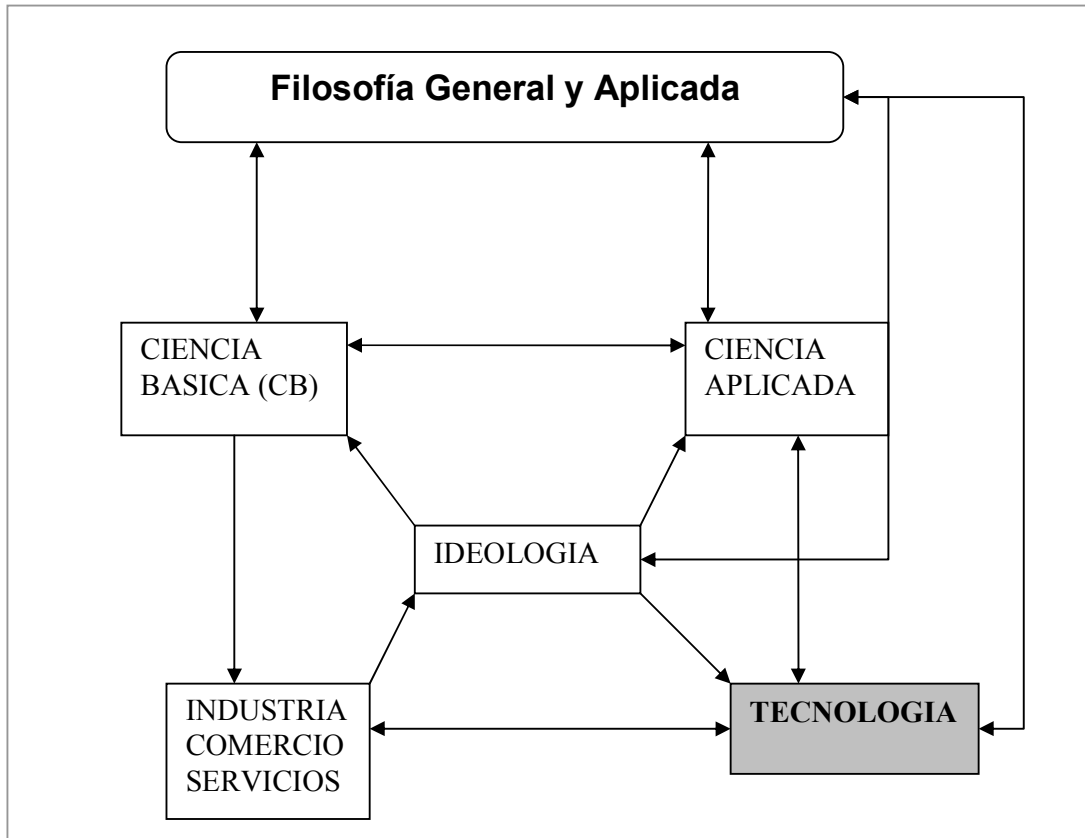 Filosofía General y Aplicada
CIENCIA
BASICA (CB)
CIENCIA
APLICADA
IDEOLOGIA
INDUSTRIA
COMERCIO
SERVICIOS
TECNOLOGIA